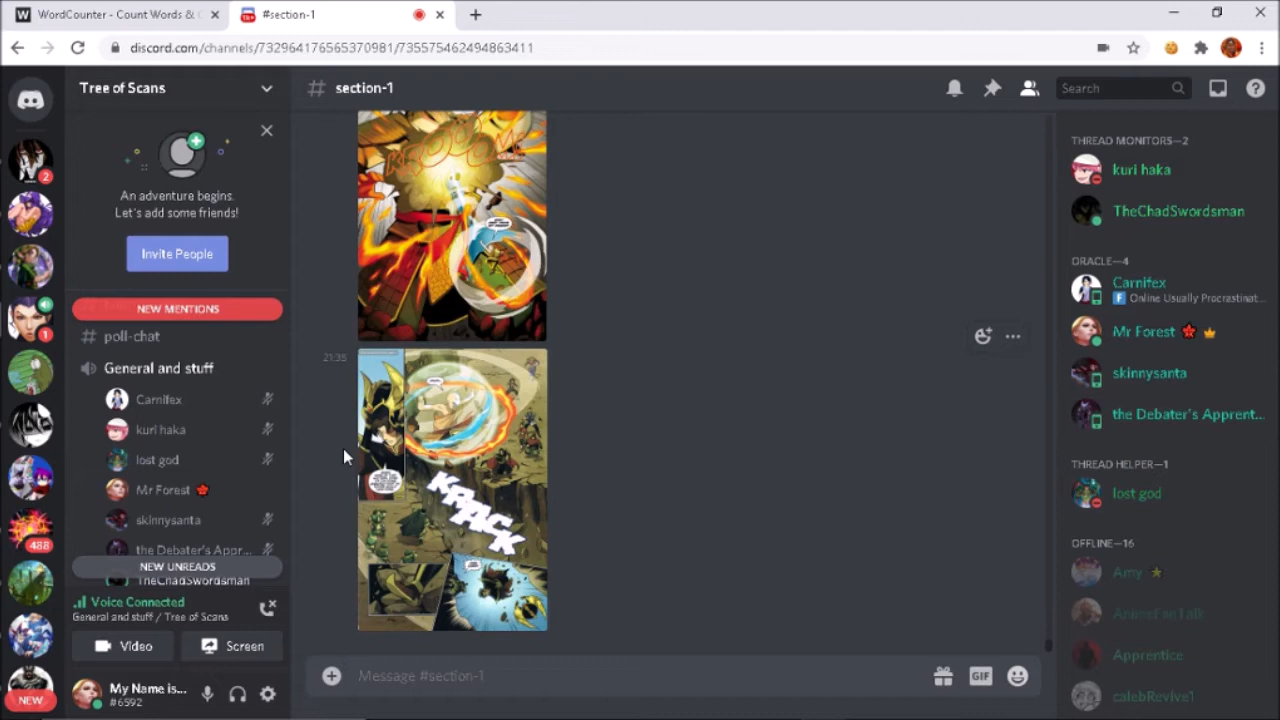 WordCounter - Count Words &
#section-1
discord.com/channels/732964176565370981/735575462494863411
Tree of Scans
section-1
Search
An adventure begins.
Let's add some friends!
Invite People
NEW MENTIONS
poll-chat
General and stuff
Carnifex
kuri haka
lost god
Mr Forest
skinnysanta
the Debater's Appr...
NEW UNREADS
TheChadSwordsman
Voice Connected
General and stuff / Tree of Scans
Video
Screen
My Name is...
#6592
2
1
488
NEW
21:35
KRACK
Message #section-1
GIF
THREAD MONITORS—2
kuri haka
TheChadSwordsman
ORACLE—4
Carnifex
Online Usually Procrastinat...
Mr Forest
skinnysanta
the Debater's Apprent...
THREAD HELPER—1
lost god
OFFLINE—16
Amy
AnimeFanTalk
Apprentice
calebRevive1